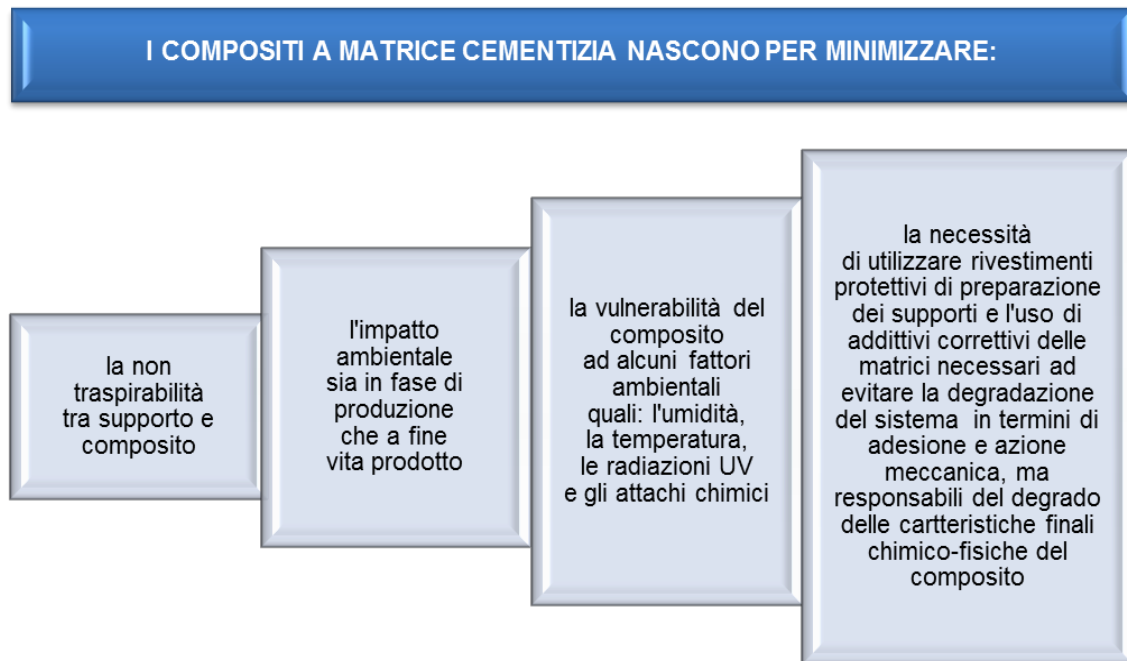 I COMPOSITI A MATRICE CEMENTIZIA NASCONO PER MINIMIZZARE:
la non
traspirabilità
tra supporto e
composito
l'impatto
ambientale
sia in fase di
produzione
che a fine
vita prodotto
la vulnerabilità del
composito
ad alcuni fattori
ambientali
quali: l'umidità,
la temperatura,
le radiazioni UV
e gli attachi chimici
la necessità
di utilizzare rivestimenti
protettivi di preparazione
dei supporti e l'uso di
addittivi correttivi delle
matrici necessari ad
evitare la degradazione
del sistema in termini di
adesione e azione
meccanica, ma
responsabili del degrado
delle cartteristiche finali
chimico-fisiche del
composito